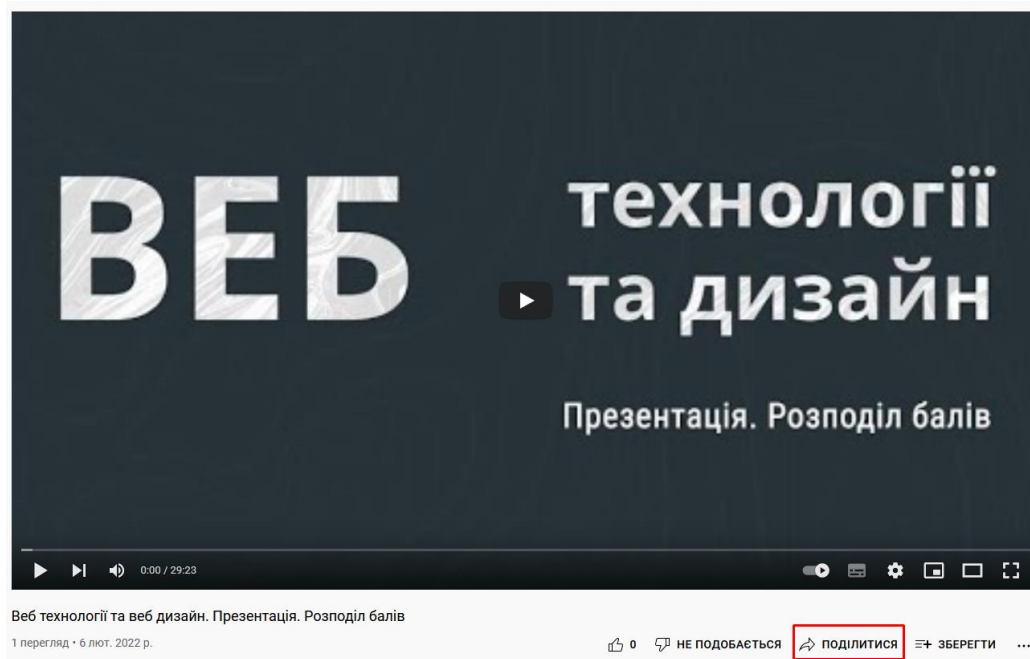 ВЕБ
технології
та дизайн
Презентація. Розподіл балів
0:00 / 29:23
Веб технології та веб дизайн. Презентація. Розподіл балів
1 перегляд • 6 лют. 2022 р.
0 НЕ ПОДОБАЄТЬСЯ ПОДІЛИТИСЯ ЗБЕРЕГТИ ...